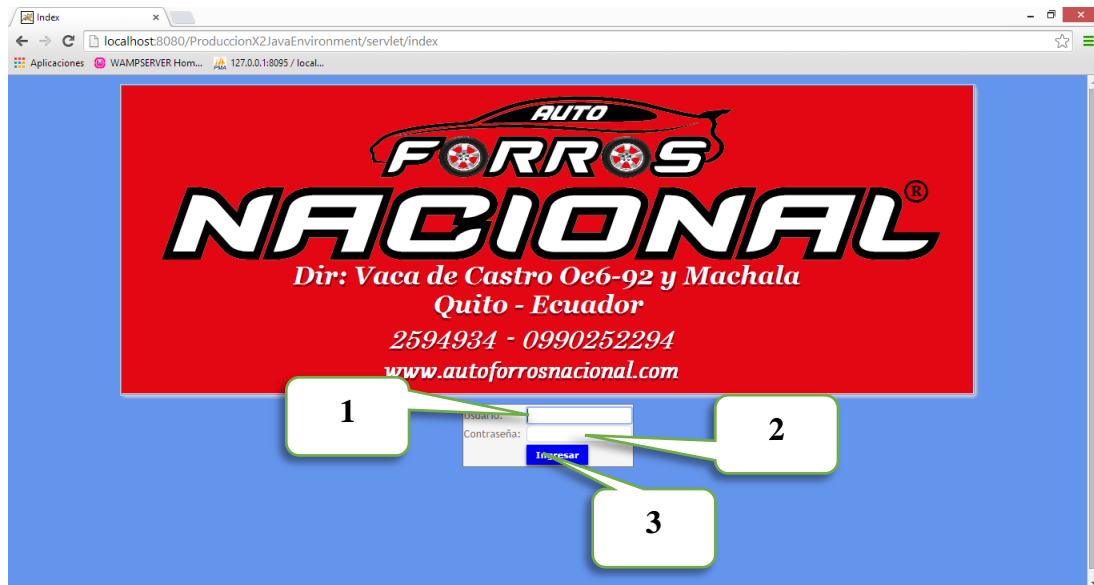 Index
localhost:8080/ProduccionX2JavaEnvironment/servlet/index
Aplicaciones WAMPSERVER Hom... PMA 127.0.0.1:8095 / local...
AUTO
FORROS
NACIONAL®
Dir: Vaca de Castro Oe6-92 y Machala
Quito - Ecuador
2594934 - 0990252294
www.autoforrosnacional.com
1
Usuario:
Contraseña:
2
Ingresar
3